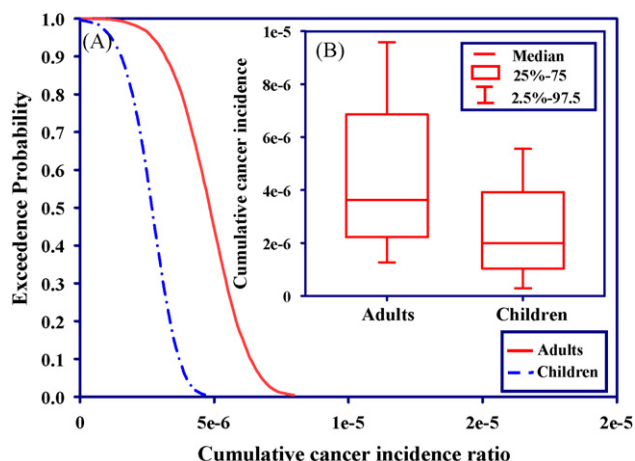 (A)
Exceedence Probability
1.0
0.9
0.8
0.7
0.6
0.5
0.4
0.3
0.2
0.1
0.0
0
5e-6
1e-5
2e-5
2e-5
Cumulative cancer incidence ratio
(B)
Cumulative cancer incidence
1e-5
8e-6
6e-6
4e-6
2e-6
0
Adults
Children
Median
25%-75
2.5%-97.5
Adults
Children